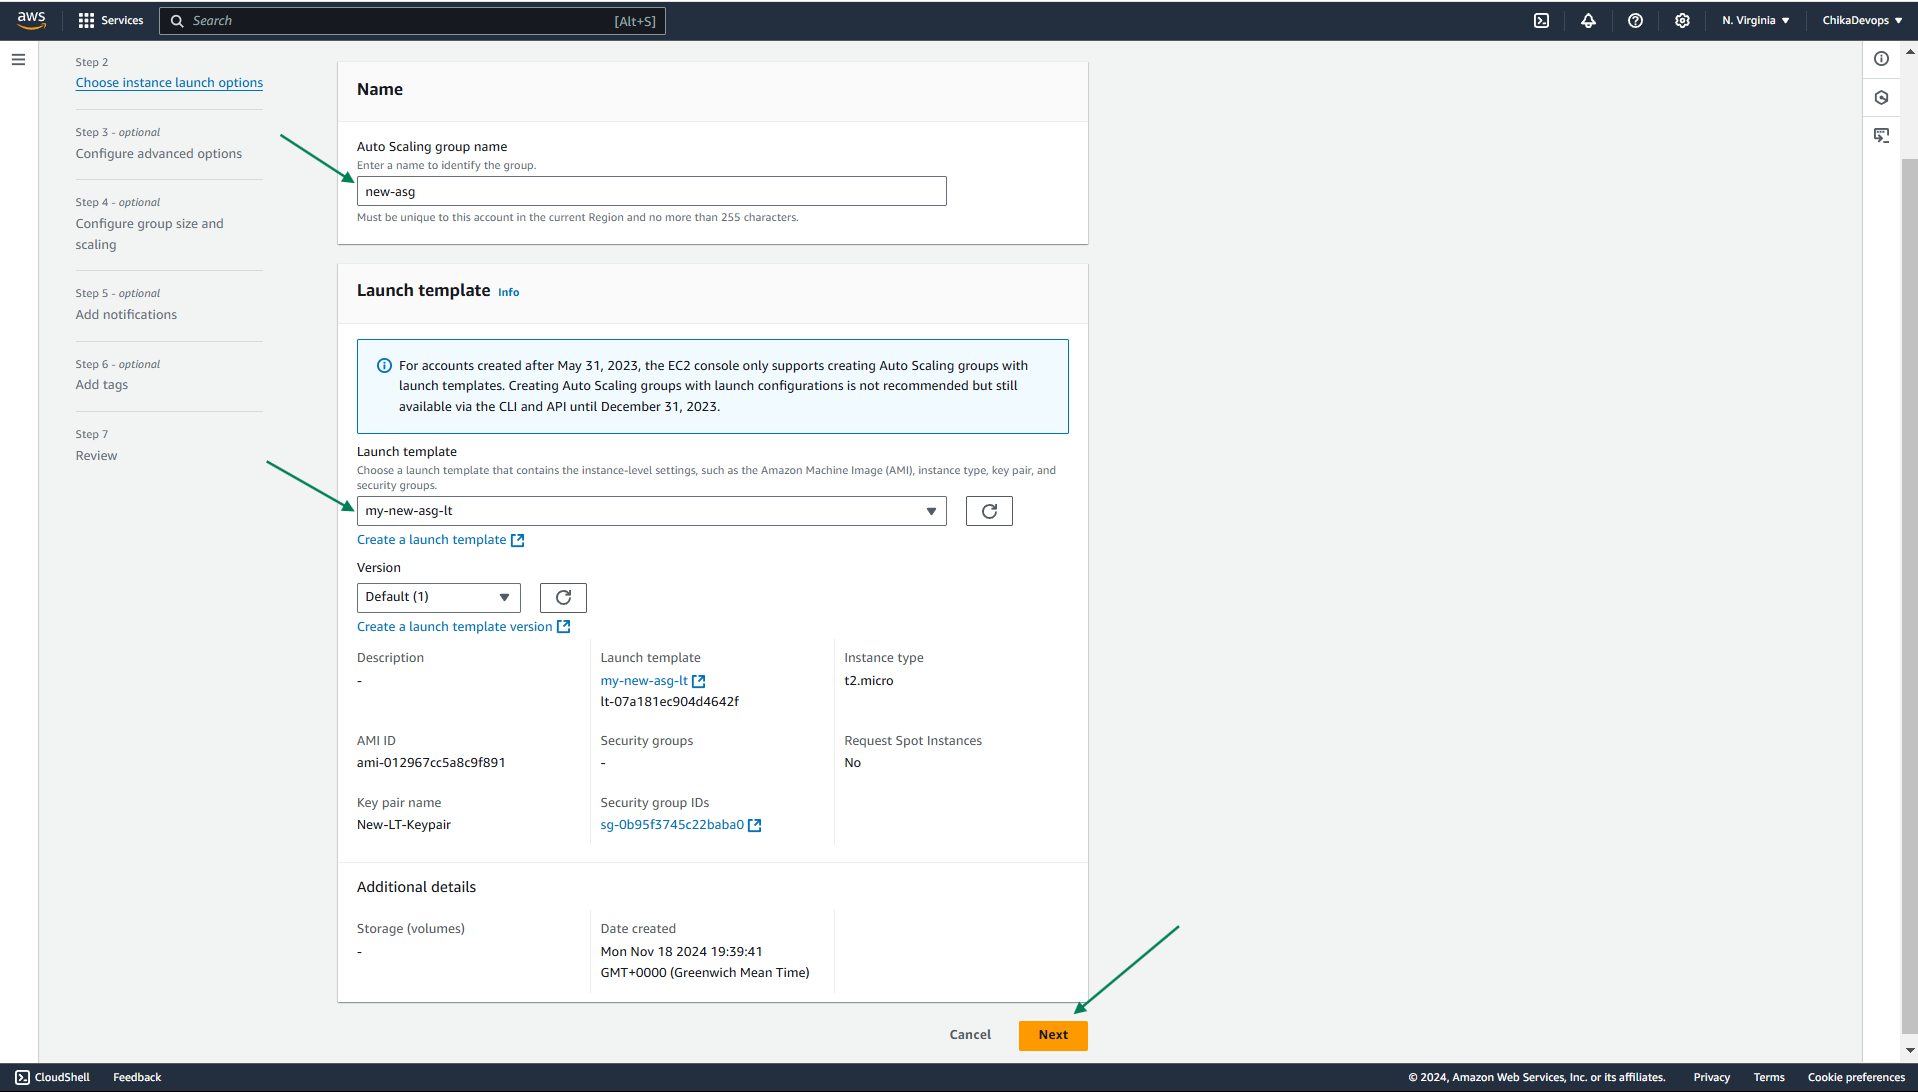 aws
Services
Search
[Alt+S]
N. Virginia
ChikaDevops
Step 2
Choose instance launch options
Step 3 - optional
Configure advanced options
Step 4 - optional
Configure group size and
scaling
Step 5 - optional
Add notifications
Step 6 - optional
Add tags
Step 7
Review
Name
Auto Scaling group name
Enter a name to identify the group.
new-asg
Must be unique to this account in the current Region and no more than 255 characters.
Launch template Info
For accounts created after May 31, 2023, the EC2 console only supports creating Auto Scaling groups with
launch templates. Creating Auto Scaling groups with launch configurations is not recommended but still
available via the CLI and API until December 31, 2023.
Launch template
Choose a launch template that contains the instance-level settings, such as the Amazon Machine Image (AMI), instance type, key pair, and
security groups.
my-new-asg-lt
Create a launch template
Version
Default (1)
Create a launch template version
Description
-
Launch template
my-new-asg-lt
lt-07a181ec904d4642f
Instance type
t2.micro
AMI ID
ami-012967cc5a8c9f891
Security groups
-
Request Spot Instances
No
Key pair name
New-LT-Keypair
Security group IDs
sg-0b95f3745c22baba0
Additional details
Storage (volumes)
-
Date created
Mon Nov 18 2024 19:39:41
GMT+0000 (Greenwich Mean Time)
Cancel
Next
CloudShell
Feedback
© 2024, Amazon Web Services, Inc. or its affiliates.
Privacy
Terms
Cookie preferences